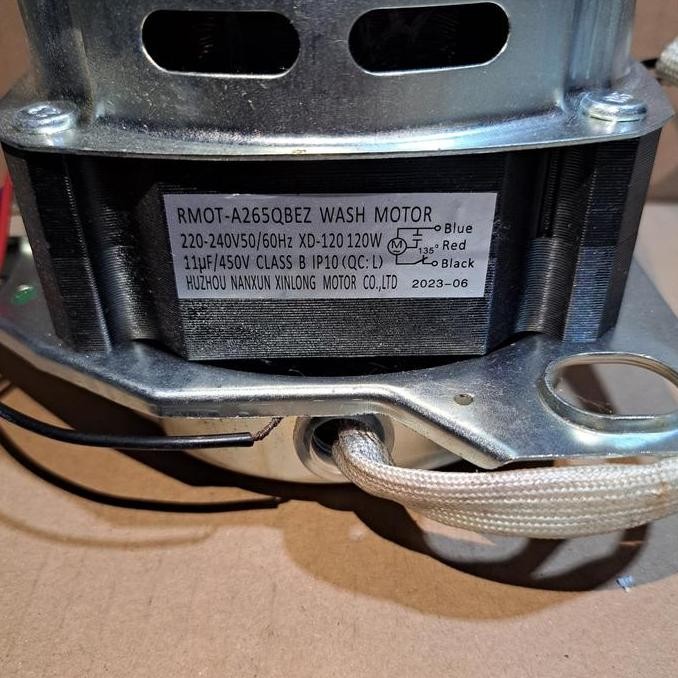 RMOT-A265QBEZ WASH MOTOR
220-240V50/60Hz XD-120 120W
11µF/450V CLASS B IP10(QC:L)
HUZHOU NANXUN XINLONG MOTOR CO.,LTD 2023-06
Blue
M 135° Red
Black